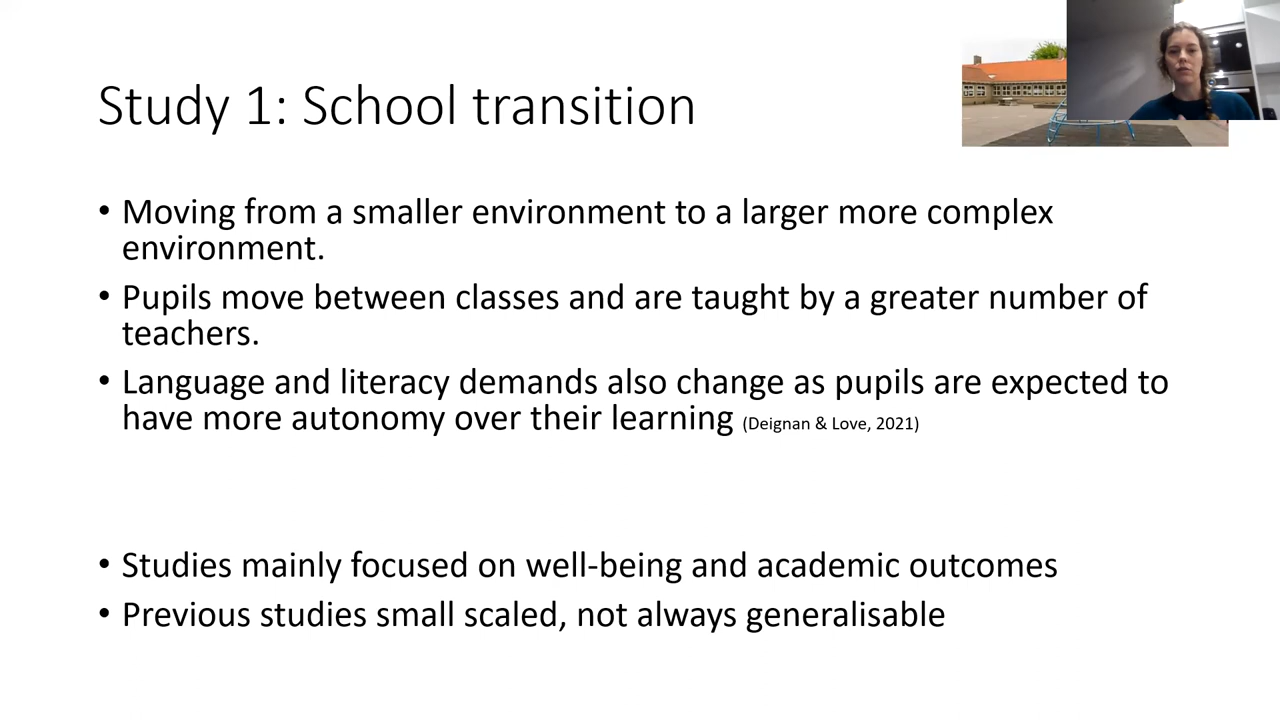 Study 1: School transition
• Moving from a smaller environment to a larger more complex
environment.
• Pupils move between classes and are taught by a greater number of
teachers.
• Language and literacy demands also change as pupils are expected to
have more autonomy over their learning (Deignan & Love, 2021)
• Studies mainly focused on well-being and academic outcomes
• Previous studies small scaled, not always generalisable